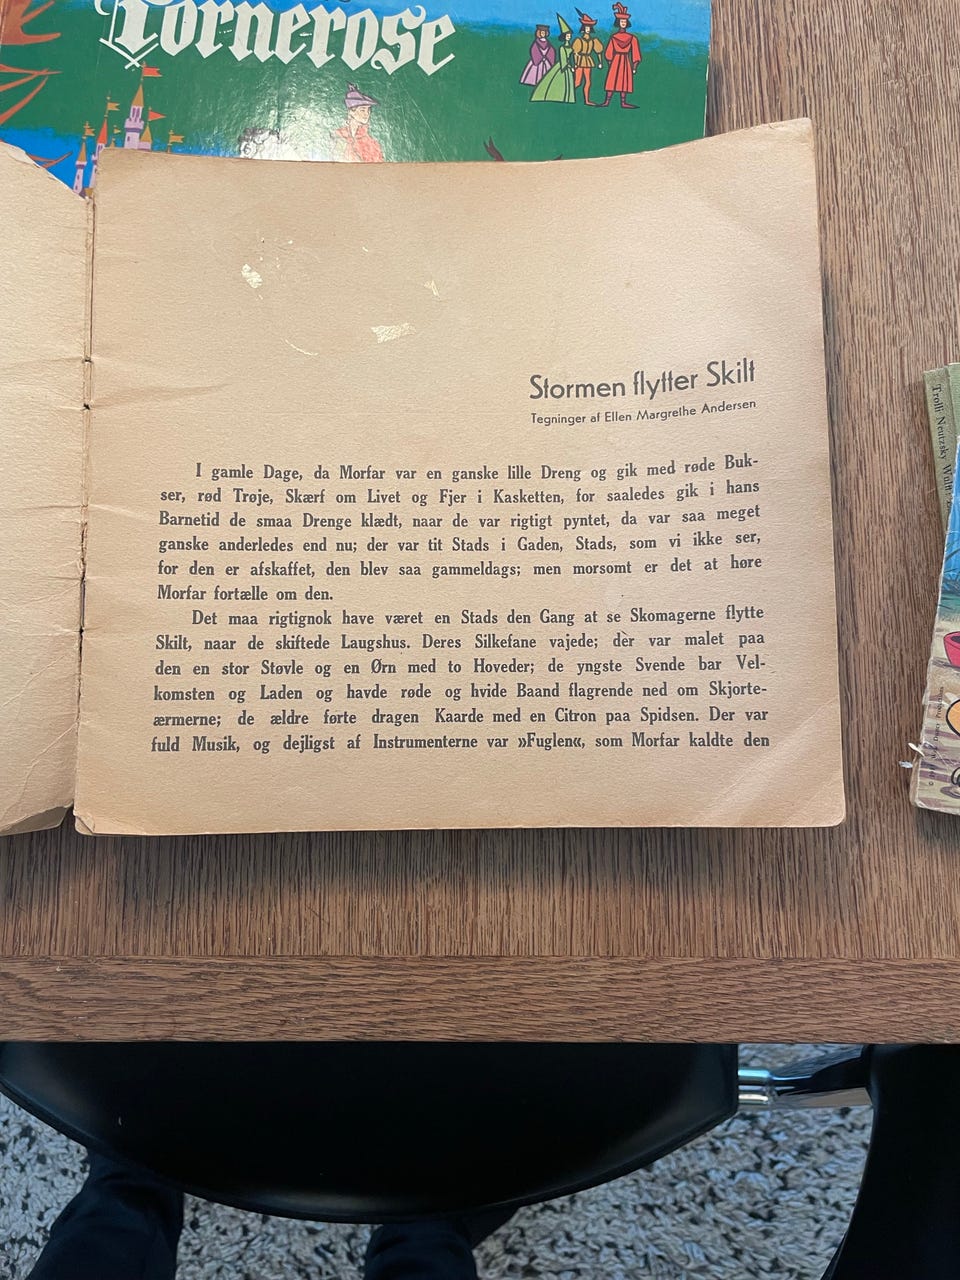 Tornerose
Stormen flytter Skilt
Tegninger af Ellen Margrethe Andersen
I gamle Dage, da Morfar var en ganske lille Dreng og gik med røde Buk-
ser, rød Trøje, Skærf om Livet og Fjer i Kasketten, for saaledes gik i hans
Barnetid de smaa Drenge klædt, naar de var rigtigt pyntet, da var saa meget
ganske anderledes end nu; der var tit Stads i Gaden, Stads, som vi ikke ser,
for den er afskaffet, den blev saa gammeldags; men morsomt er det at høre
Morfar fortælle om den.
Det maa rigtignok have været en Stads den Gang at se Skomagerne flytte
Skilt, naar de skiftede Laugshus. Deres Silkefane vajede; dèr var malet paa
den en stor Støvle og en Ørn med to Hoveder; de yngste Svende bar Vel-
komsten og Laden og havde røde og hvide Baand flagrende ned om Skjorte-
ærmerne; de ældre førte dragen Kaarde med en Citron paa Spidsen. Der var
fuld Musik, og dejligst af Instrumenterne var »Fuglen«, som Morfar kaldte den
Trolli Neutzsky Wulff